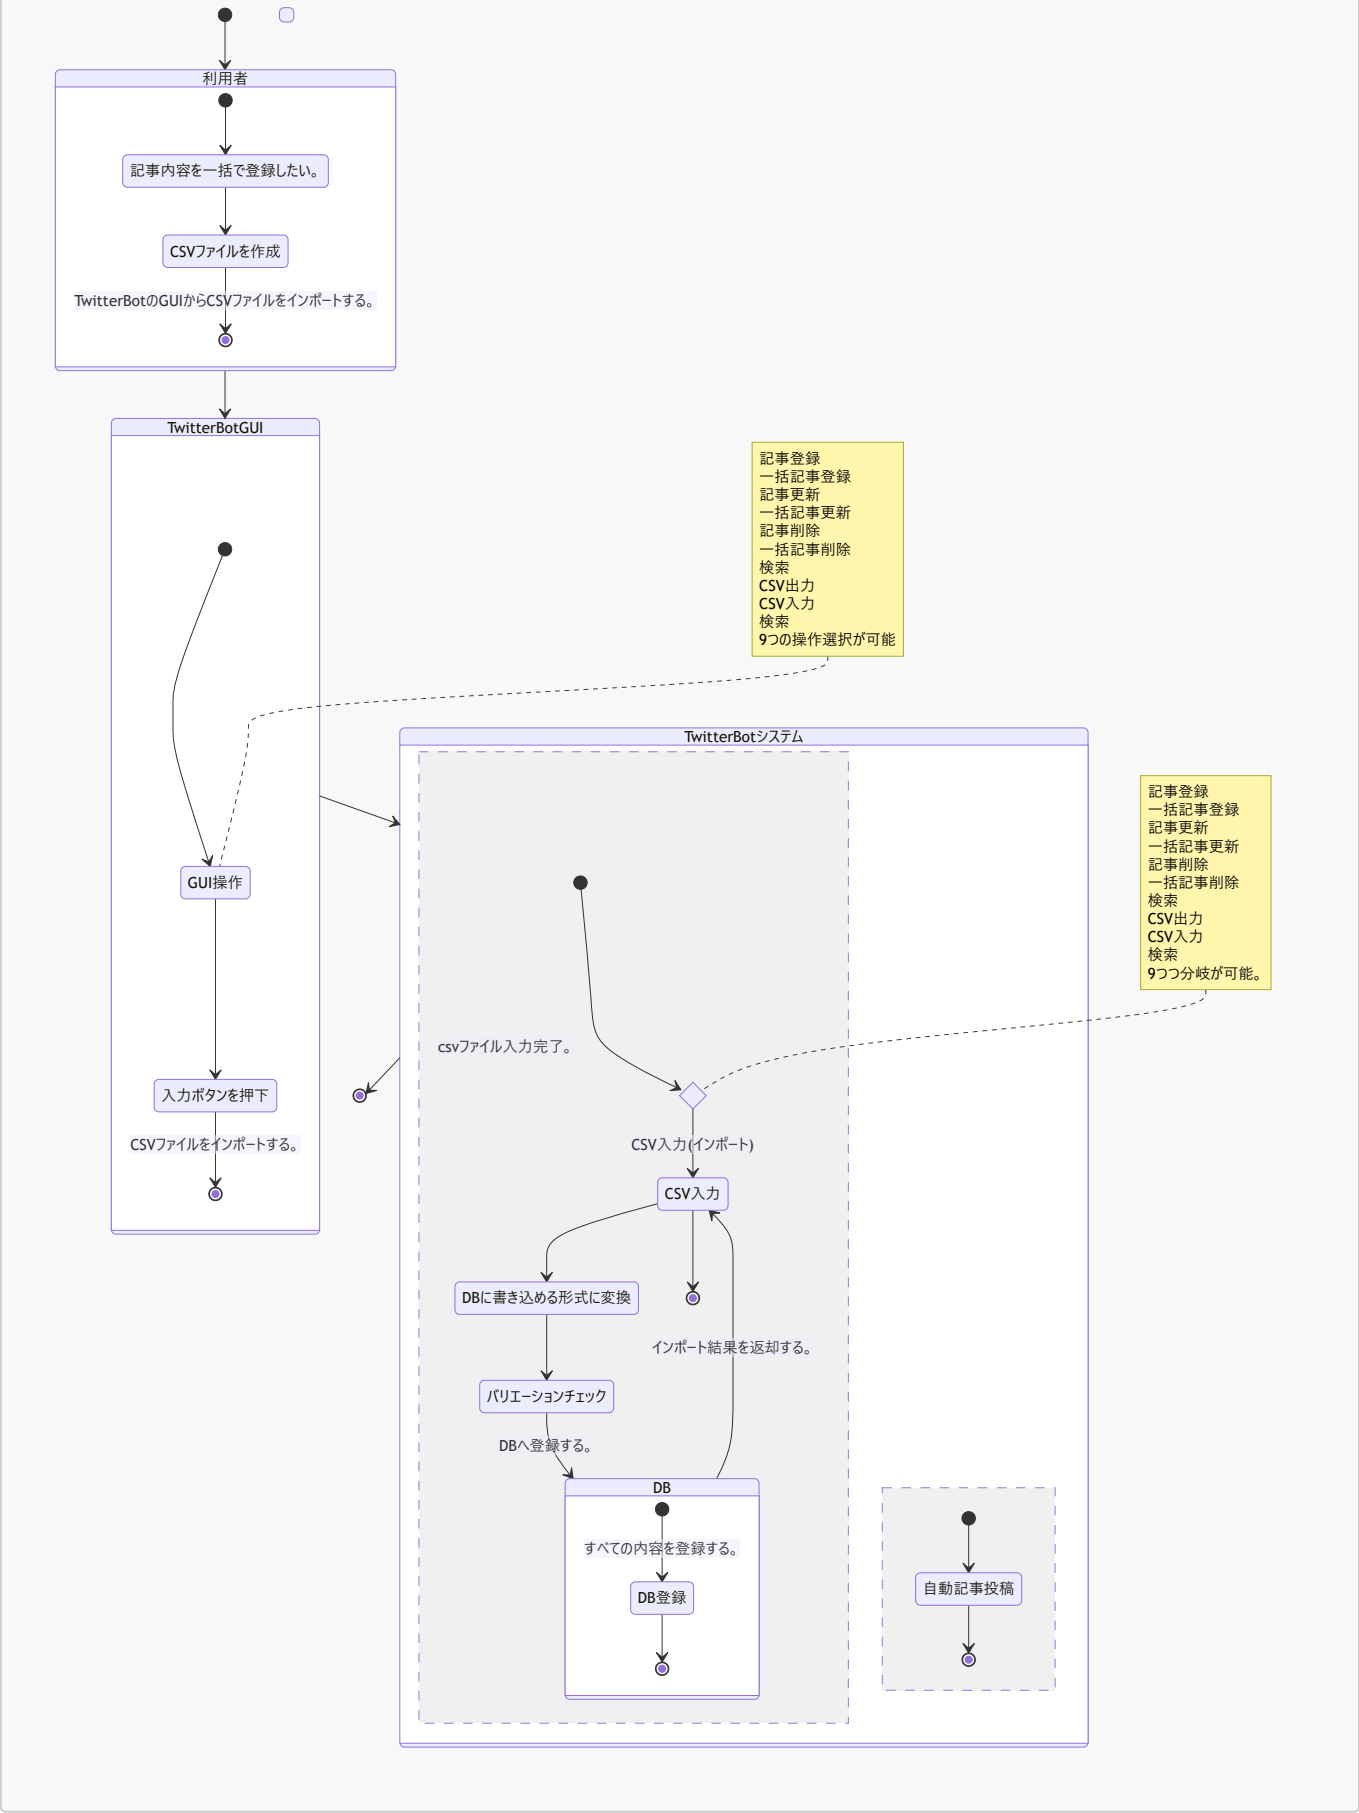 利用者
記事内容を一括で登録したい。
CSVファイルを作成
TwitterBotのGUIからCSVファイルをインポートする。
TwitterBotGUI
記事登録
一括記事登録
記事更新
一括記事更新
記事削除
一括記事削除
検索
CSV出力
CSV入力
検索
9つの操作選択が可能
TwitterBotシステム
記事登録
一括記事登録
記事更新
一括記事更新
記事削除
一括記事削除
検索
CSV出力
CSV入力
検索
9つつ分岐が可能。
GUI操作
csvファイル入力完了。
入力ボタンを押下
CSVファイルをインポートする。
CSV入力(インポート)
CSV入力
DBに書き込める形式に変換
インポート結果を返却する。
バリエーションチェック
DBへ登録する。
DB
すべての内容を登録する。
DB登録
自動記事投稿